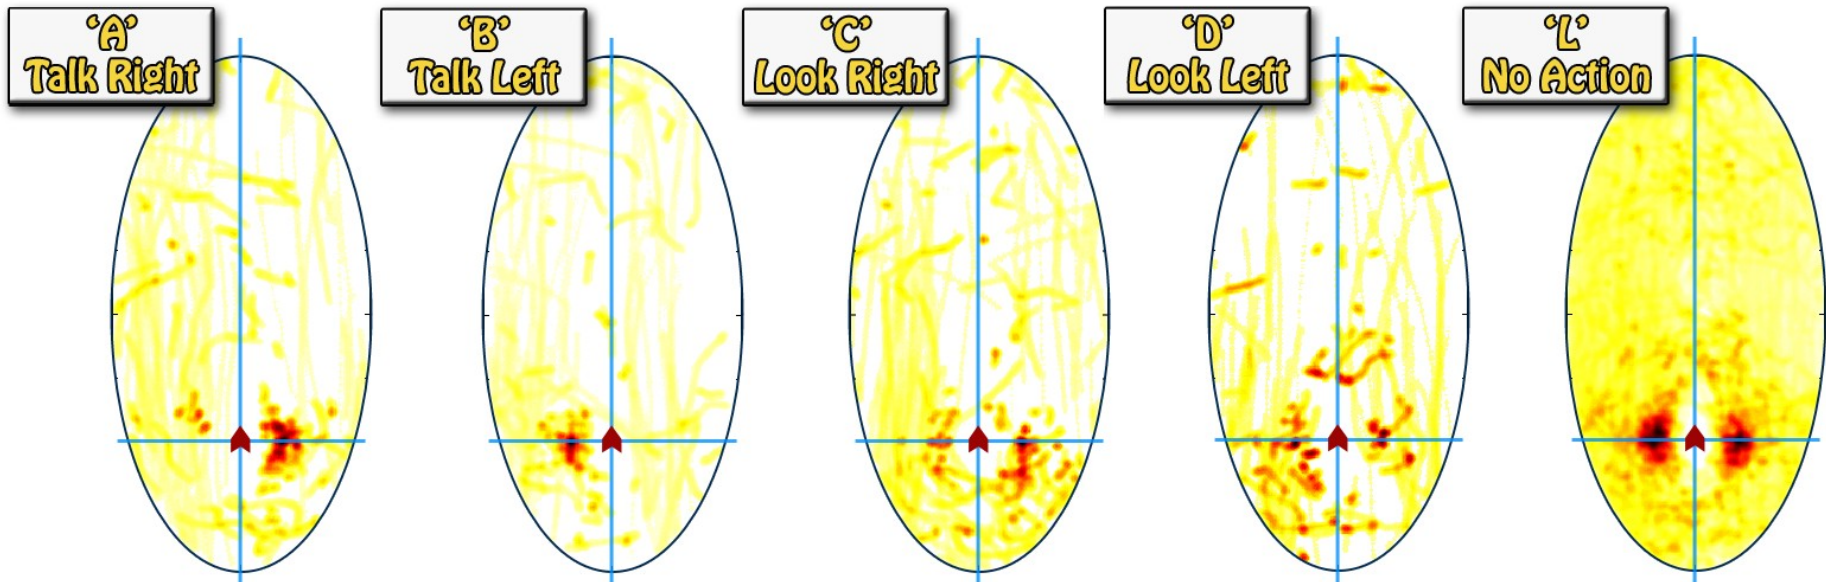 ‘A’
Talk Right
‘B’
Talk Left
‘C’
Look Right
‘D’
Look Left
‘L’
No Action